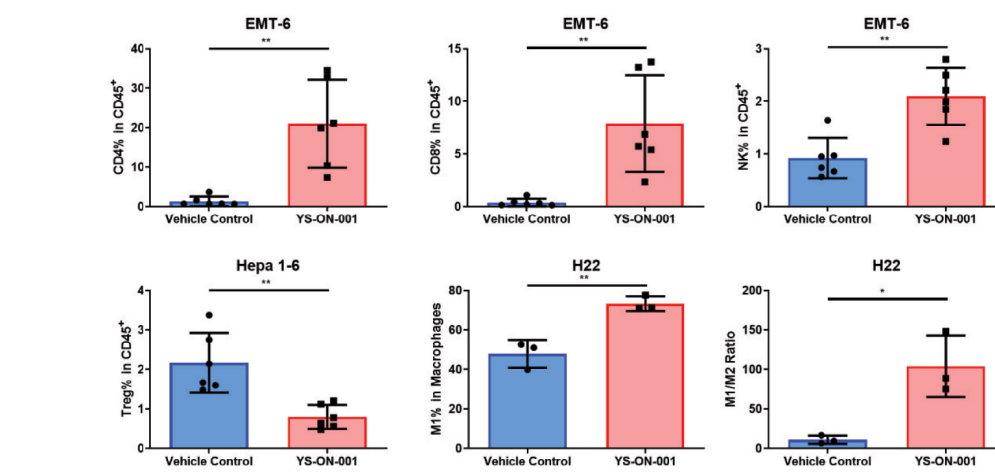 EMT-6
**
CD4% in CD45+
40
30
20
10
0
Vehicle Control YS-ON-001
EMT-6
**
CD8% in CD45+
15
10
5
0
Vehicle Control YS-ON-001
EMT-6
**
NK% in CD45+
3
2
1
0
Vehicle Control YS-ON-001
Hepa 1-6
**
Treg% in CD45+
4
3
2
1
0
Vehicle Control YS-ON-001
H22
**
M1% in Macrophages
80
60
40
20
0
Vehicle Control YS-ON-001
H22
*
M1/M2 Ratio
200
150
100
50
0
Vehicle Control YS-ON-001